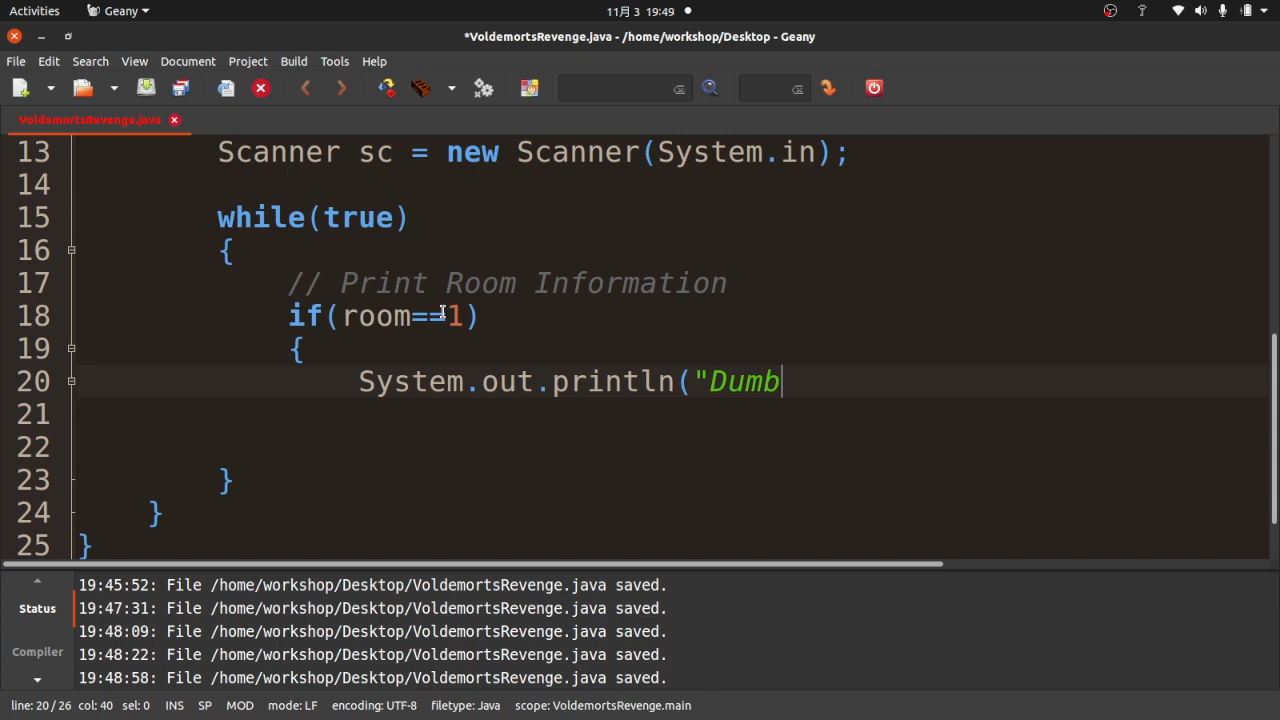 Activities Geany 11月 3 19:49
*VoldemortsRevenge.java - /home/workshop/Desktop - Geany
File Edit Search View Document Project Build Tools Help
VoldemortsRevenge.java
13 Scanner sc = new Scanner(System.in);
14
15 while(true)
16 {
17 // Print Room Information
18 if(room==1)
19 {
20 System.out.println("Dumb
21
22
23 }
24 }
25 }
Status
Compiler
19:45:52: File /home/workshop/Desktop/VoldemortsRevenge.java saved.
19:47:31: File /home/workshop/Desktop/VoldemortsRevenge.java saved.
19:48:09: File /home/workshop/Desktop/VoldemortsRevenge.java saved.
19:48:22: File /home/workshop/Desktop/VoldemortsRevenge.java saved.
19:48:58: File /home/workshop/Desktop/VoldemortsRevenge.java saved.
line: 20 / 26 col: 40 sel: 0 INS SP MOD mode: LF encoding: UTF-8 filetype: Java scope: VoldemortsRevenge.main